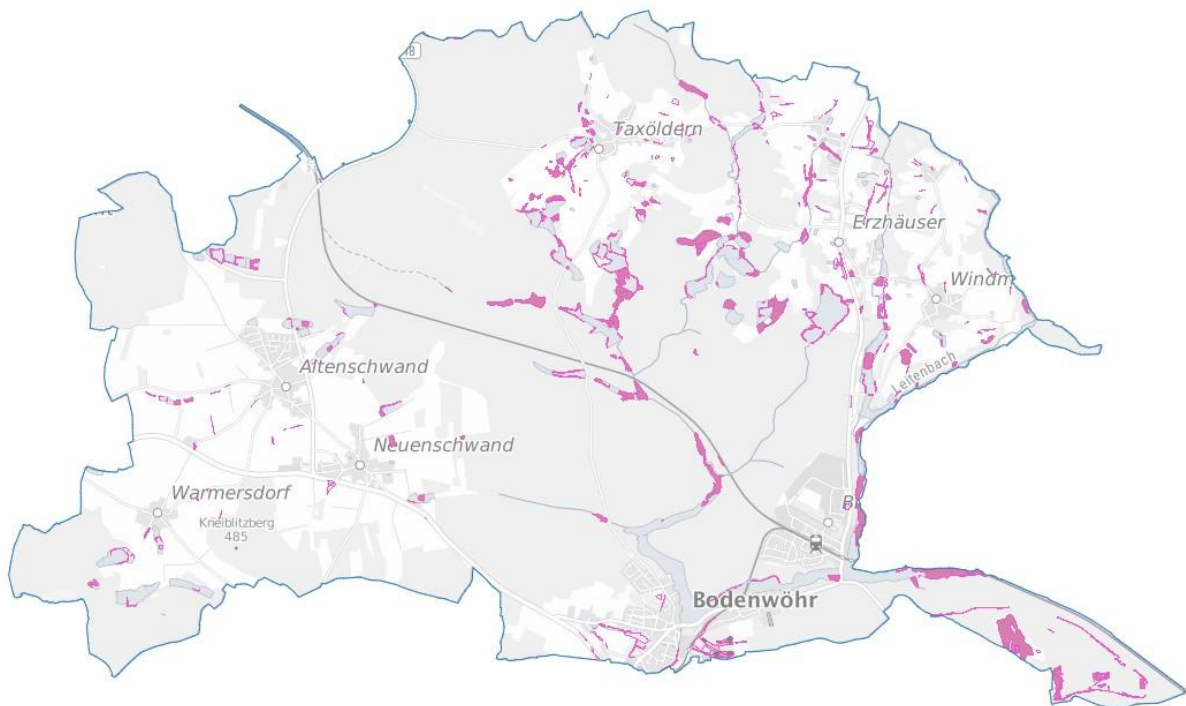 18
Taxöldern
Erzhäuser
Windm
Leitenbach
Altenschwand
Neuenschwand
Warmersdorf
Kneiblitzberg
485
Bodenwöhr